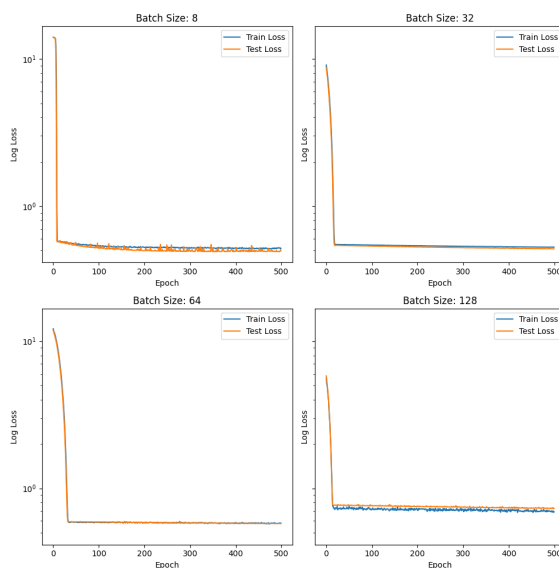 Batch Size: 8
Train Loss
Test Loss
10¹
10⁰
Log Loss
0
100
200
300
400
500
Epoch
Batch Size: 32
Train Loss
Test Loss
Log Loss
0
100
200
300
400
500
Epoch
Batch Size: 64
Train Loss
Test Loss
10¹
10⁰
Log Loss
0
100
200
300
400
500
Epoch
Batch Size: 128
Train Loss
Test Loss
Log Loss
0
100
200
300
400
500
Epoch